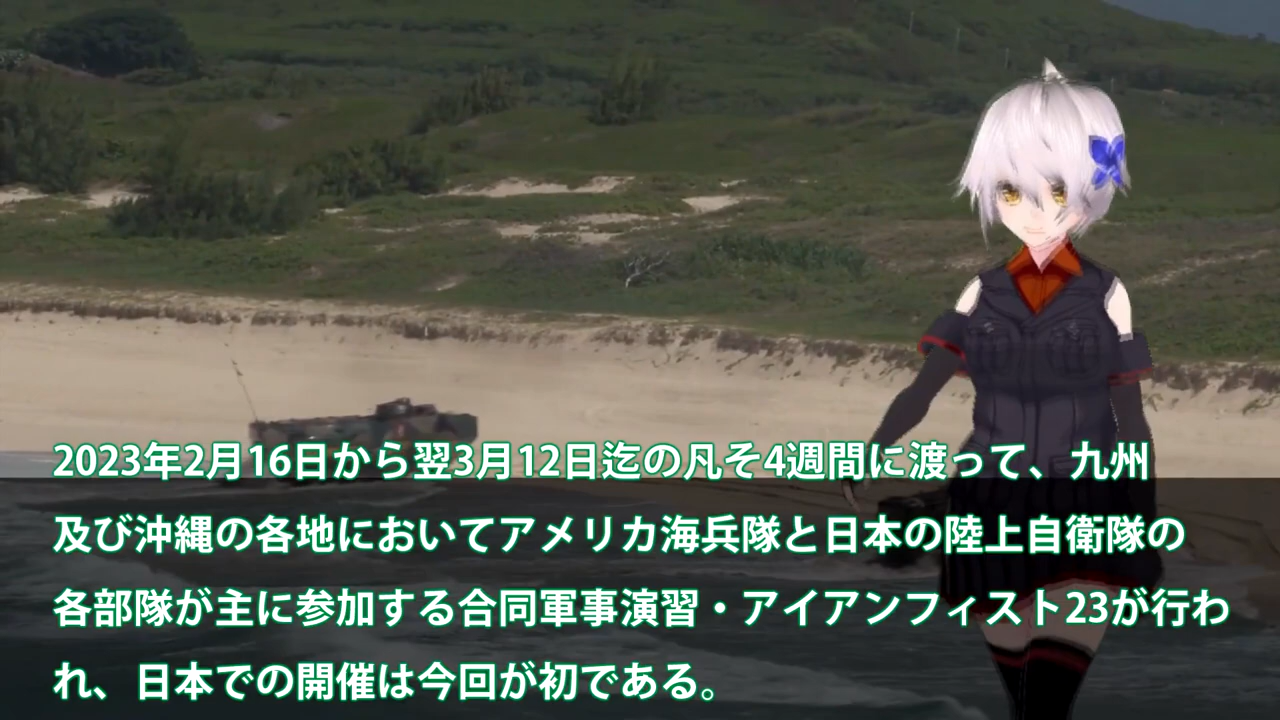 2023年2月16日から翌3月12日迄の凡そ4週間に渡って、九州
及び沖縄の各地においてアメリカ海兵隊と日本の陸上自衛隊の
各部隊が主に参加する合同軍事演習・アイアンフィスト23が行わ
れ、日本での開催は今回が初である。